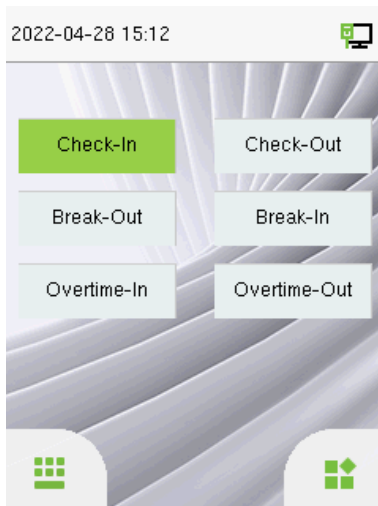 2022-04-28 15:12
Check-In
Check-Out
Break-Out
Break-In
Overtime-In
Overtime-Out